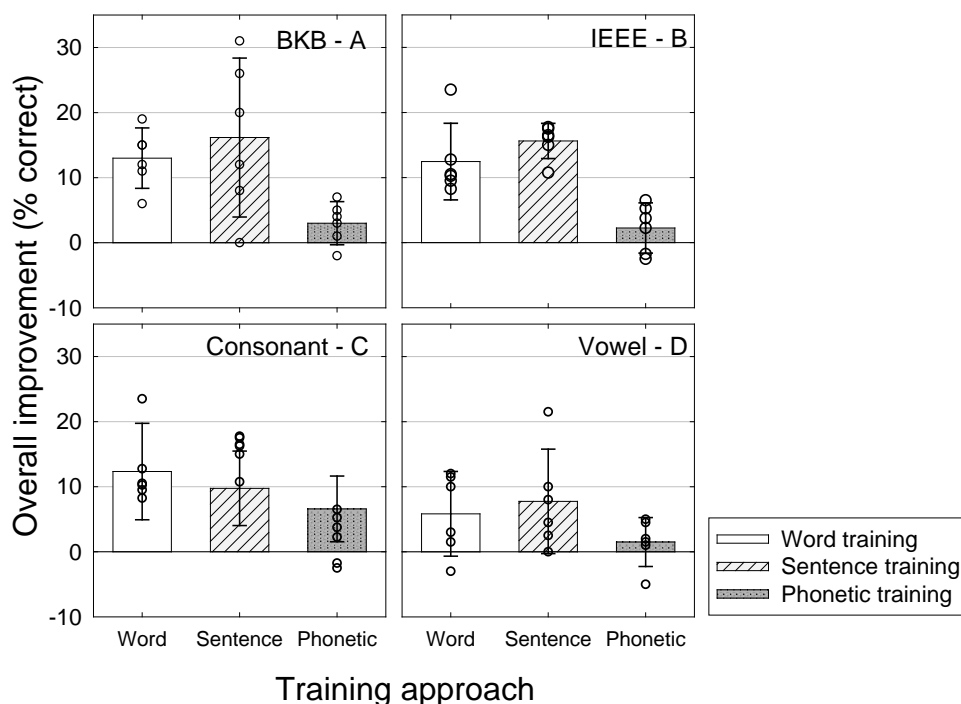 BKB - A
IEEE - B
30
20
10
0
-10
Consonant - C
Vowel - D
30
20
10
0
-10
Overall improvement (% correct)
Word Sentence Phonetic
Word Sentence Phonetic
Training approach
Word training
Sentence training
Phonetic training